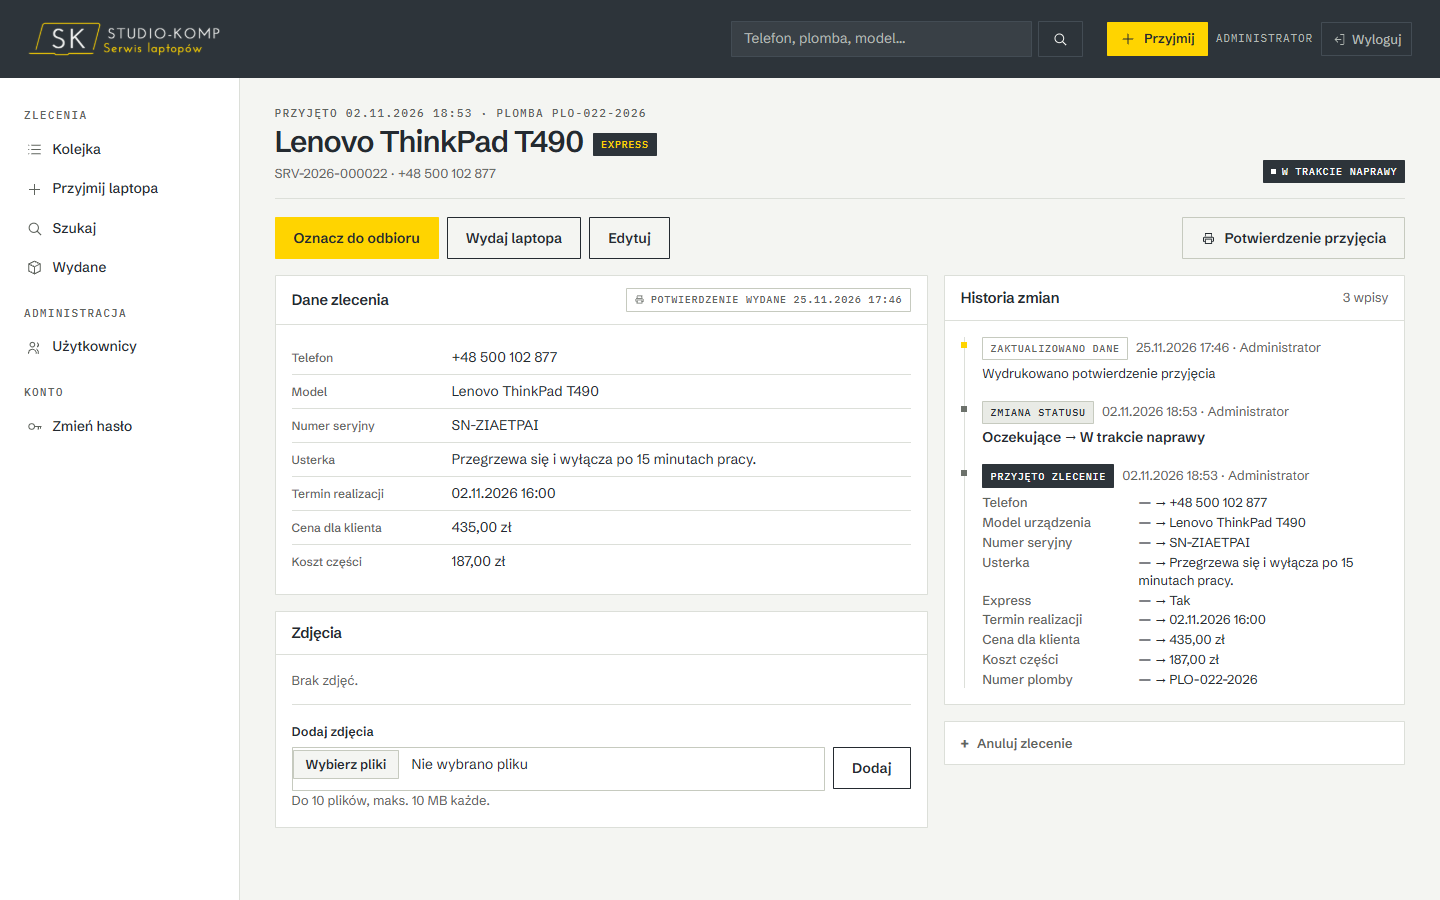 SK STUDIO-KOMP
Serwis laptopów
Telefon, plomba, model...
Przyjmij
ADMINISTRATOR
Wyloguj
ZLECENIA
Kolejka
Przyjmij laptopa
Szukaj
Wydane
ADMINISTRACJA
Użytkownicy
KONTO
Zmień hasło
PRZYJĘTO 02.11.2026 18:53 · PLOMBA PLO-022-2026
Lenovo ThinkPad T490 EXPRESS
SRV-2026-000022 · +48 500 102 877
W TRAKCIE NAPRAWY
Oznacz do odbioru
Wydaj laptopa
Edytuj
Potwierdzenie przyjęcia
Dane zlecenia
POTWIERDZENIE WYDANE 25.11.2026 17:46
Telefon +48 500 102 877
Model Lenovo ThinkPad T490
Numer seryjny SN-ZIAETPAI
Usterka Przegrzewa się i wyłącza po 15 minutach pracy.
Termin realizacji 02.11.2026 16:00
Cena dla klienta 435,00 zł
Koszt części 187,00 zł
Zdjęcia
Brak zdjęć.
Dodaj zdjęcia
Wybierz pliki Nie wybrano pliku
Dodaj
Do 10 plików, maks. 10 MB każde.
Historia zmian
3 wpisy
ZAKTUALIZOWANO DANE 25.11.2026 17:46 · Administrator
Wydrukowano potwierdzenie przyjęcia
ZMIANA STATUSU 02.11.2026 18:53 · Administrator
Oczekujące → W trakcie naprawy
PRZYJĘTO ZLECENIE 02.11.2026 18:53 · Administrator
Telefon — → +48 500 102 877
Model urządzenia — → Lenovo ThinkPad T490
Numer seryjny — → SN-ZIAETPAI
Usterka — → Przegrzewa się i wyłącza po 15
minutach pracy.
Express — → Tak
Termin realizacji — → 02.11.2026 16:00
Cena dla klienta — → 435,00 zł
Koszt części — → 187,00 zł
Numer plomby — → PLO-022-2026
+ Anuluj zlecenie